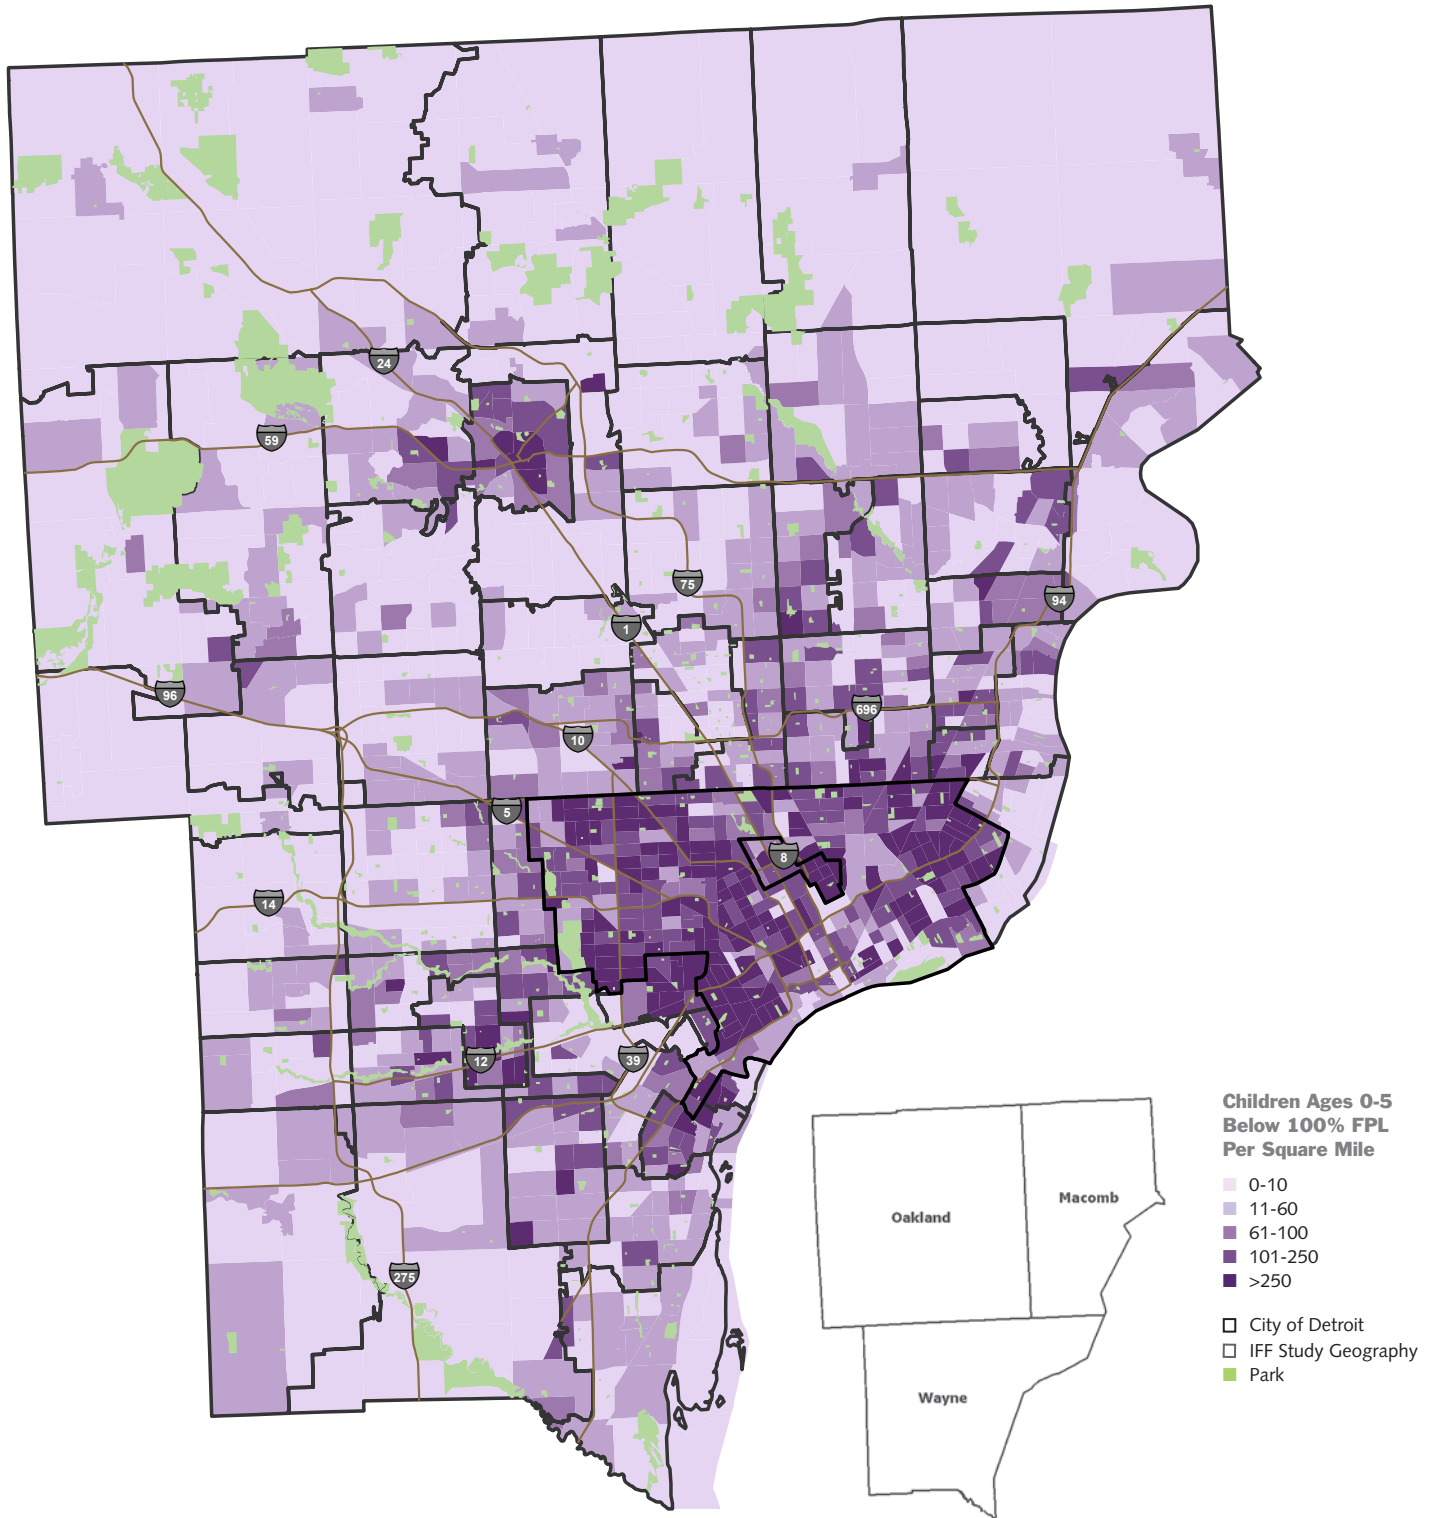 24
59
75
94
1
96
696
10
5
8
14
12
39
275
Children Ages 0-5
Below 100% FPL
Per Square Mile
0-10
11-60
61-100
101-250
>250
City of Detroit
IFF Study Geography
Park
Oakland
Macomb
Wayne